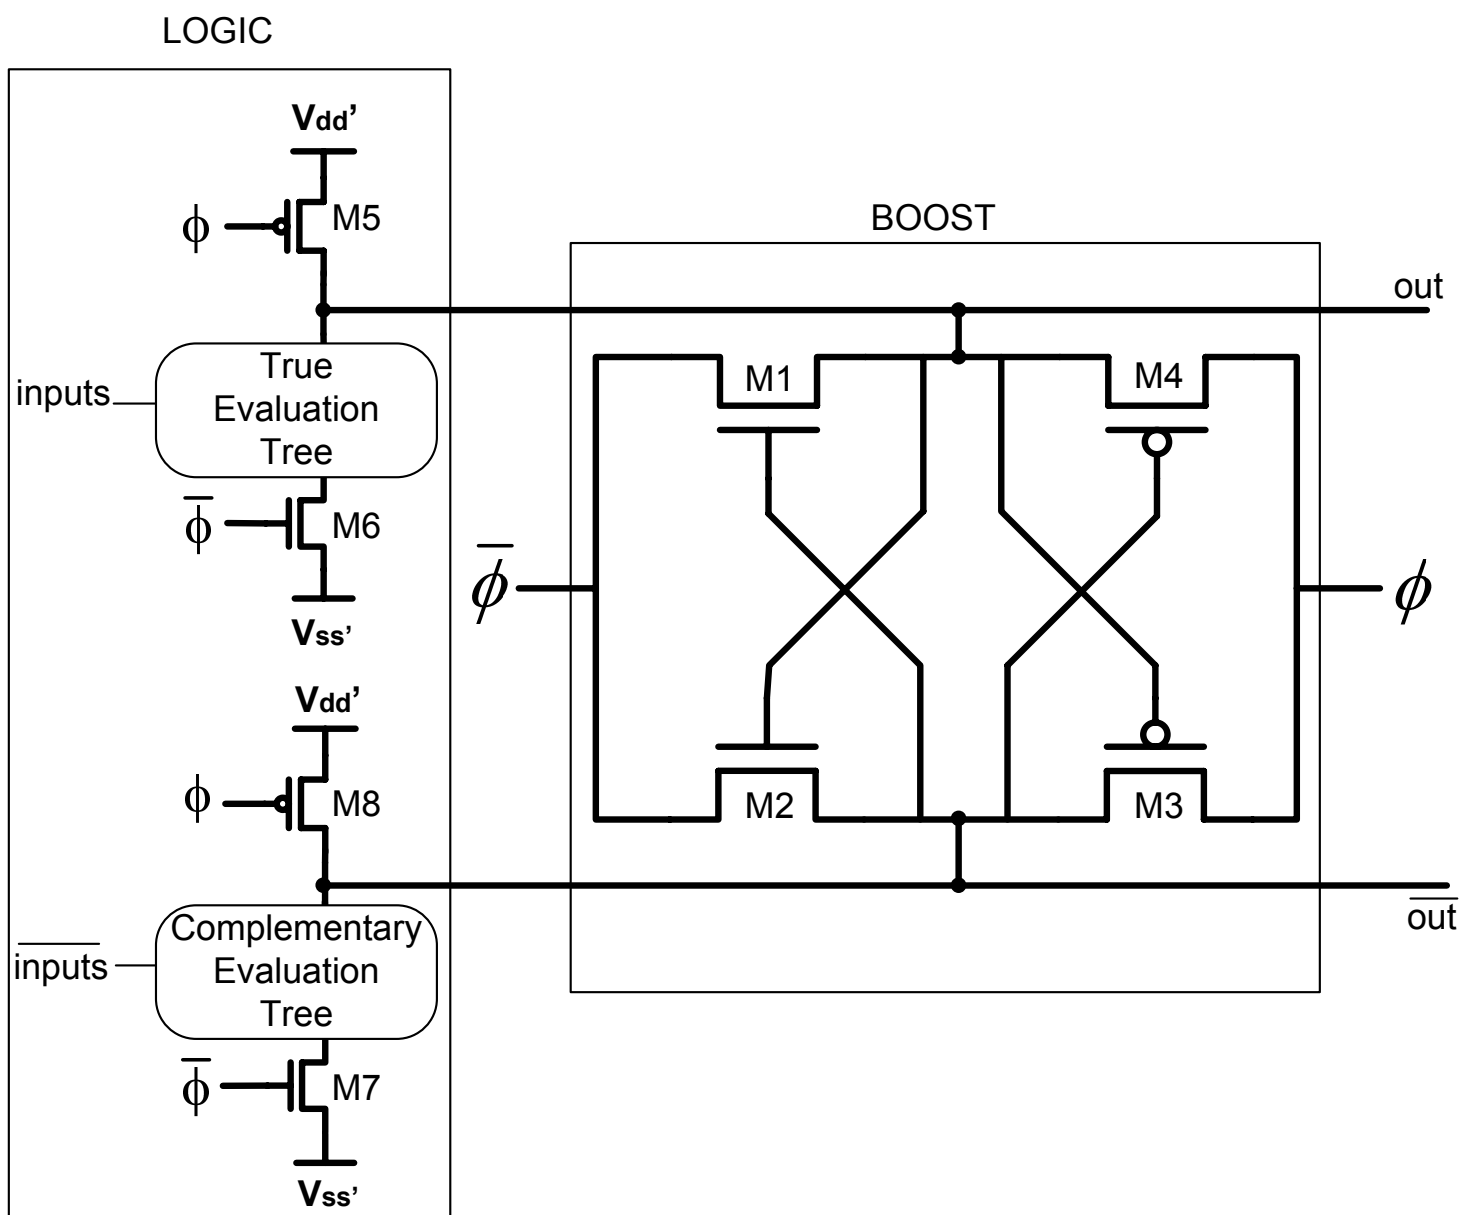 LOGIC
Vdd’
ϕ
M5
BOOST
out
inputs
True
Evaluation
Tree
M1
M4
ϕ̅
M6
Vss’
ϕ̅
ϕ
Vdd’
ϕ
M8
M2
M3
inputs̅
Complementary
Evaluation
Tree
out̅
ϕ̅
M7
Vss’